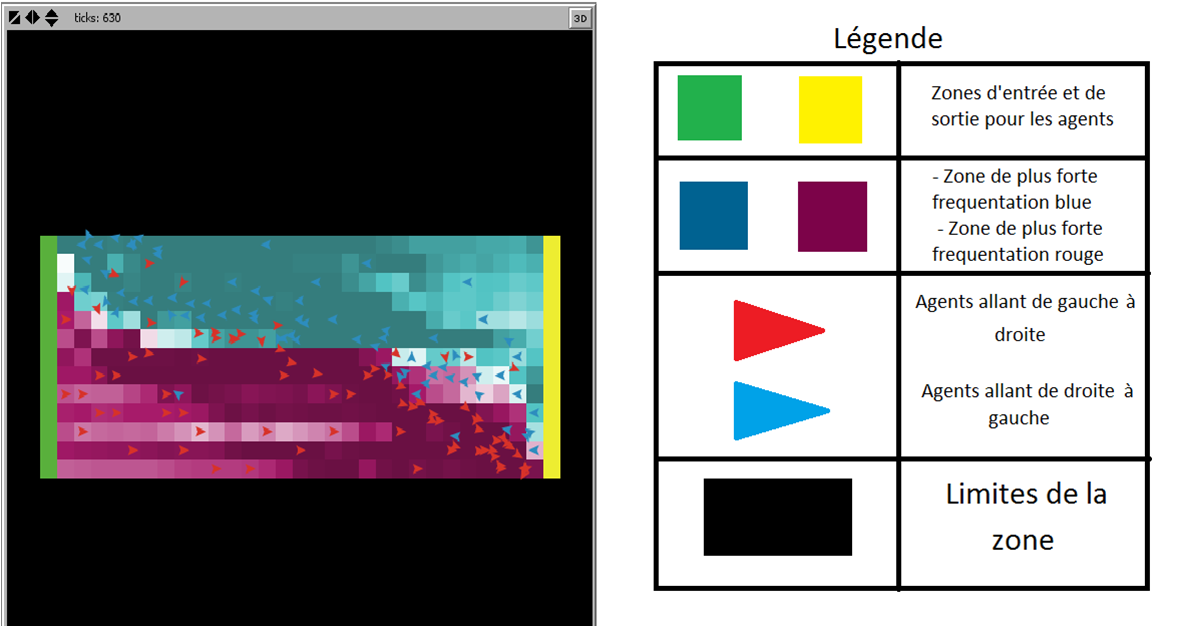 ticks: 630
3D
Légende
Zones d'entrée et de
sortie pour les agents
- Zone de plus forte
frequentation blue
- Zone de plus forte
frequentation rouge
Agents allant de gauche à
droite
Agents allant de droite à
gauche
Limites de la
zone